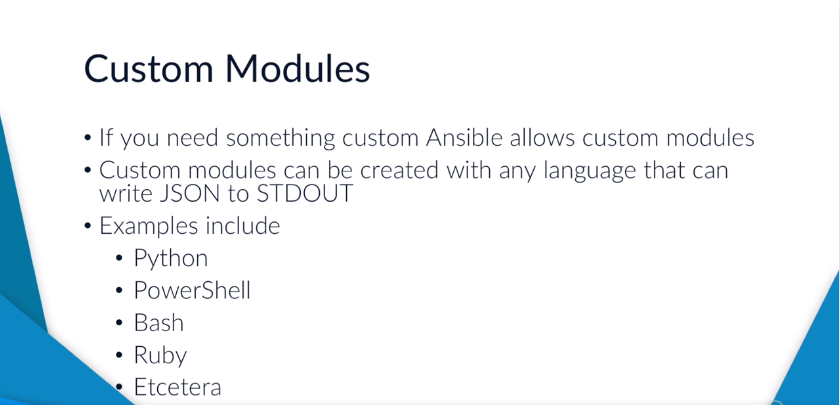 Custom Modules
• If you need something custom Ansible allows custom modules
• Custom modules can be created with any language that can
write JSON to STDOUT
• Examples include
• Python
• PowerShell
• Bash
• Ruby
• Etcetera